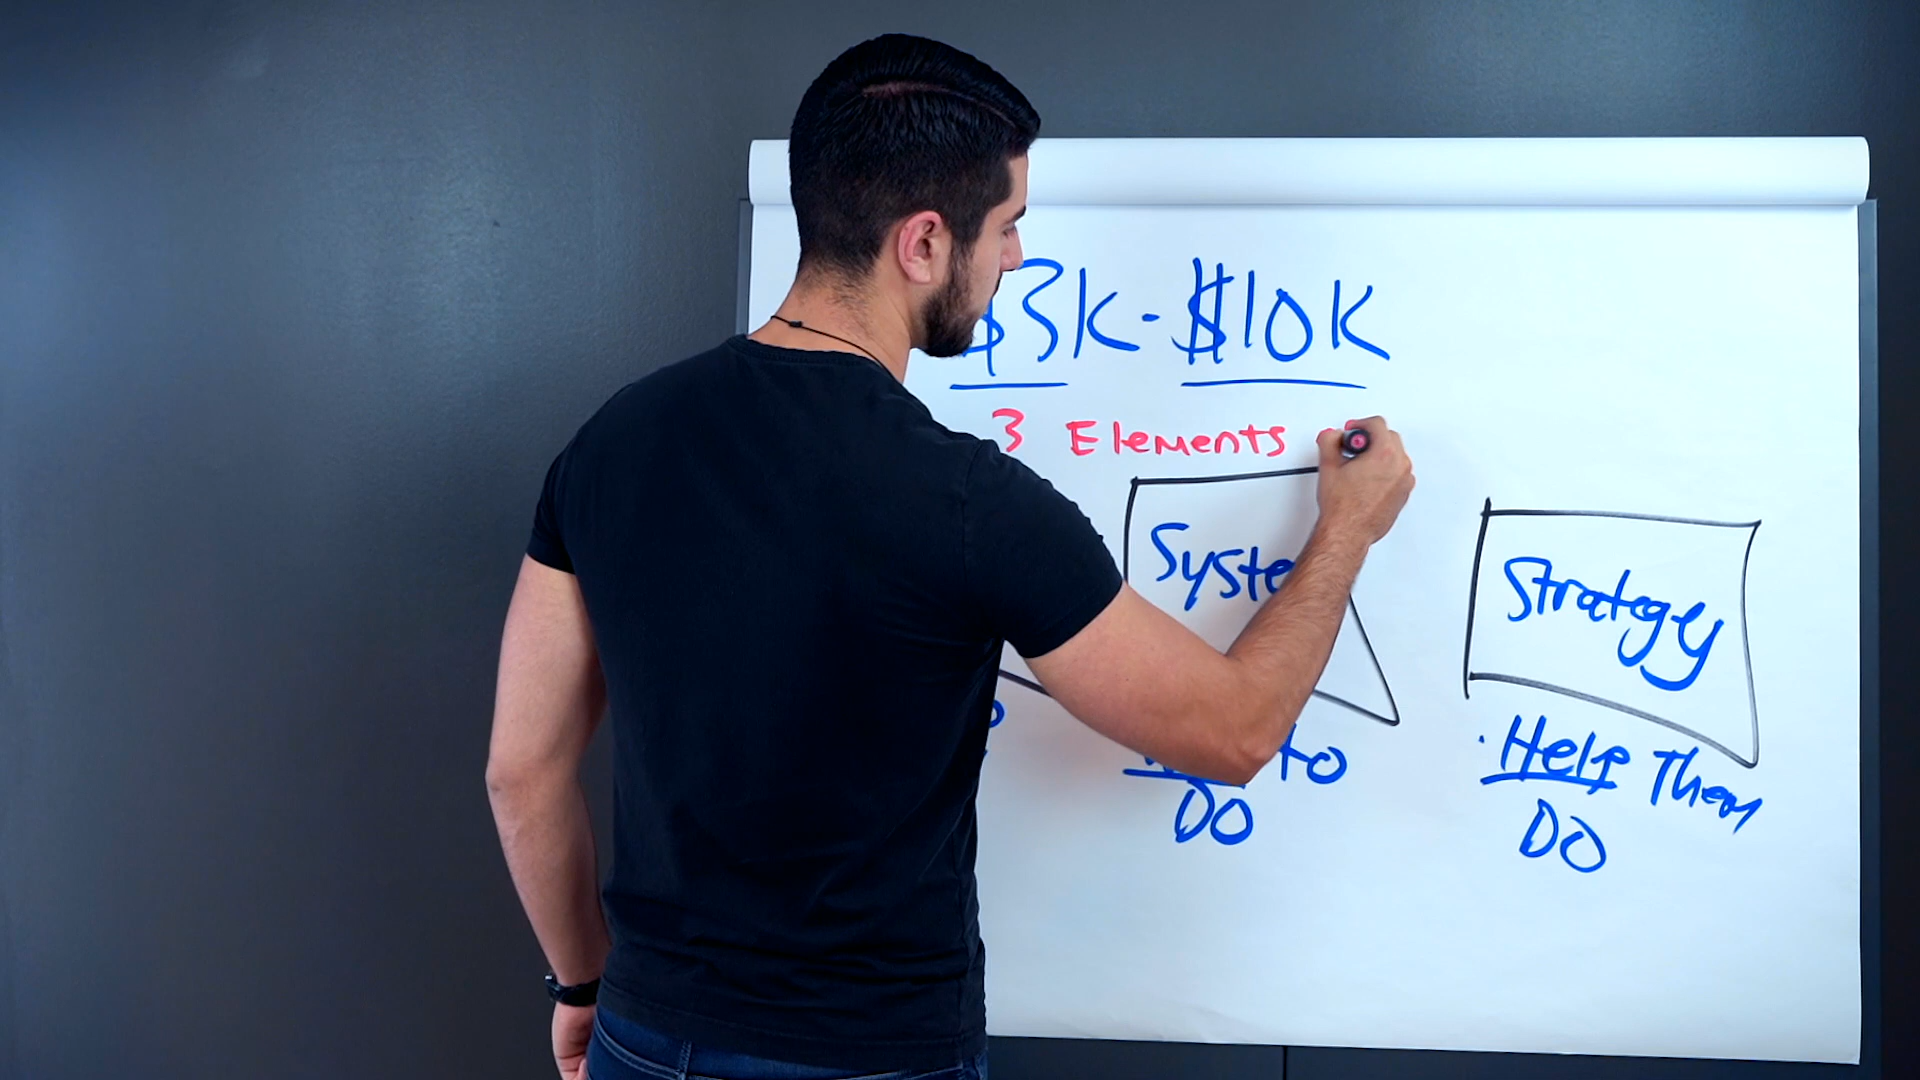 $3K - $10K
3 Elements
Syste
Strategy
to
DO
· Help Them
DO